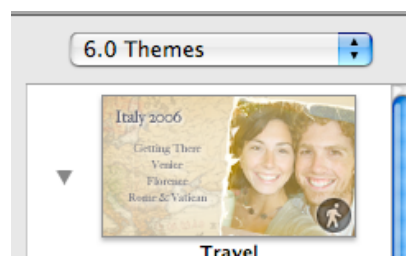 6.0 Themes
Italy 2006
Getting There
Venice
Florence
Rome & Vatican
Travel